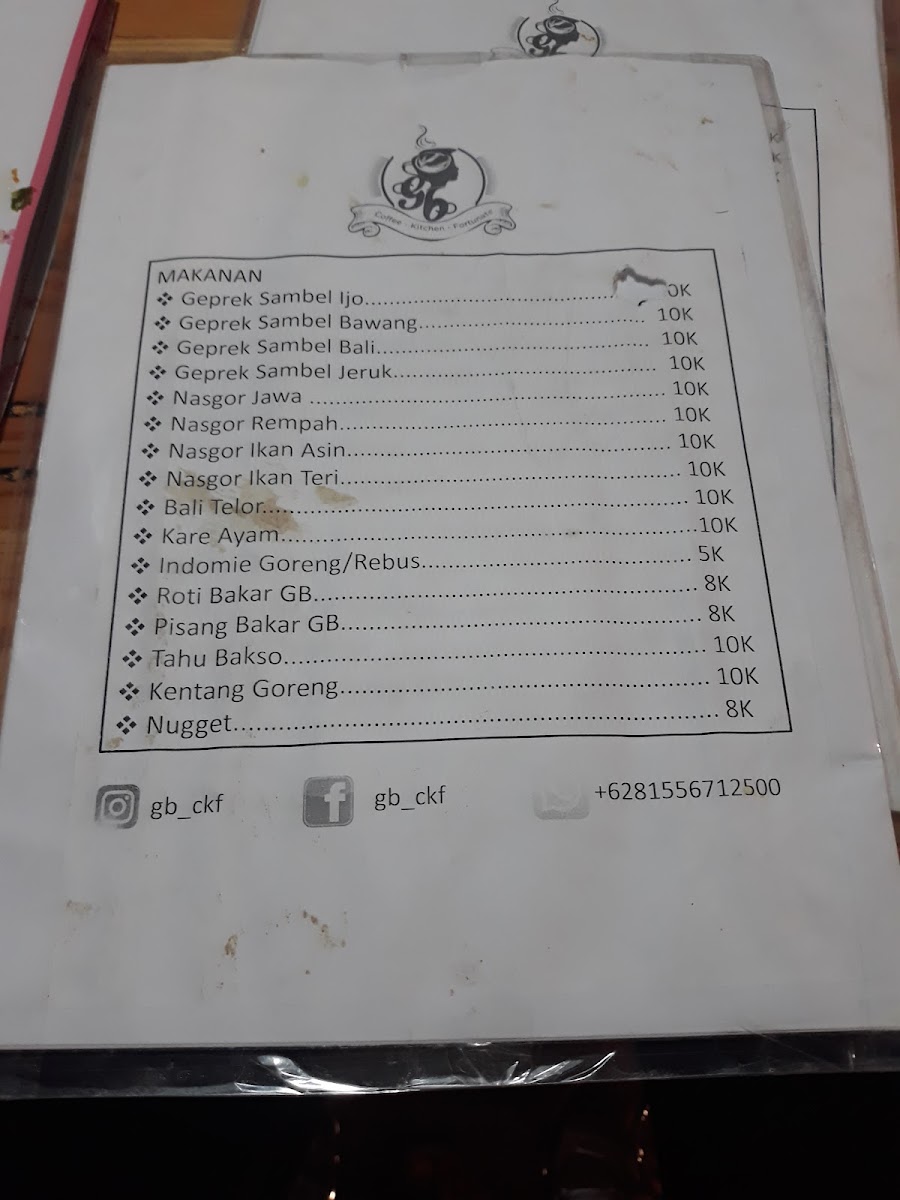 gb
Coffee - Kitchen - Fortunate
MAKANAN
❖ Geprek Sambel Ijo.................................................. 0K
❖ Geprek Sambel Bawang.......................................... 10K
❖ Geprek Sambel Bali................................................. 10K
❖ Geprek Sambel Jeruk............................................... 10K
❖ Nasgor Jawa ............................................................ 10K
❖ Nasgor Rempah........................................................ 10K
❖ Nasgor Ikan Asin....................................................... 10K
❖ Nasgor Ikan Teri........................................................ 10K
❖ Bali Telor.................................................................... 10K
❖ Kare Ayam..................................................................10K
❖ Indomie Goreng/Rebus............................................ 5K
❖ Roti Bakar GB............................................................. 8K
❖ Pisang Bakar GB......................................................... 8K
❖ Tahu Bakso................................................................. 10K
❖ Kentang Goreng......................................................... 10K
❖ Nugget........................................................................ 8K
gb_ckf gb_ckf +6281556712500